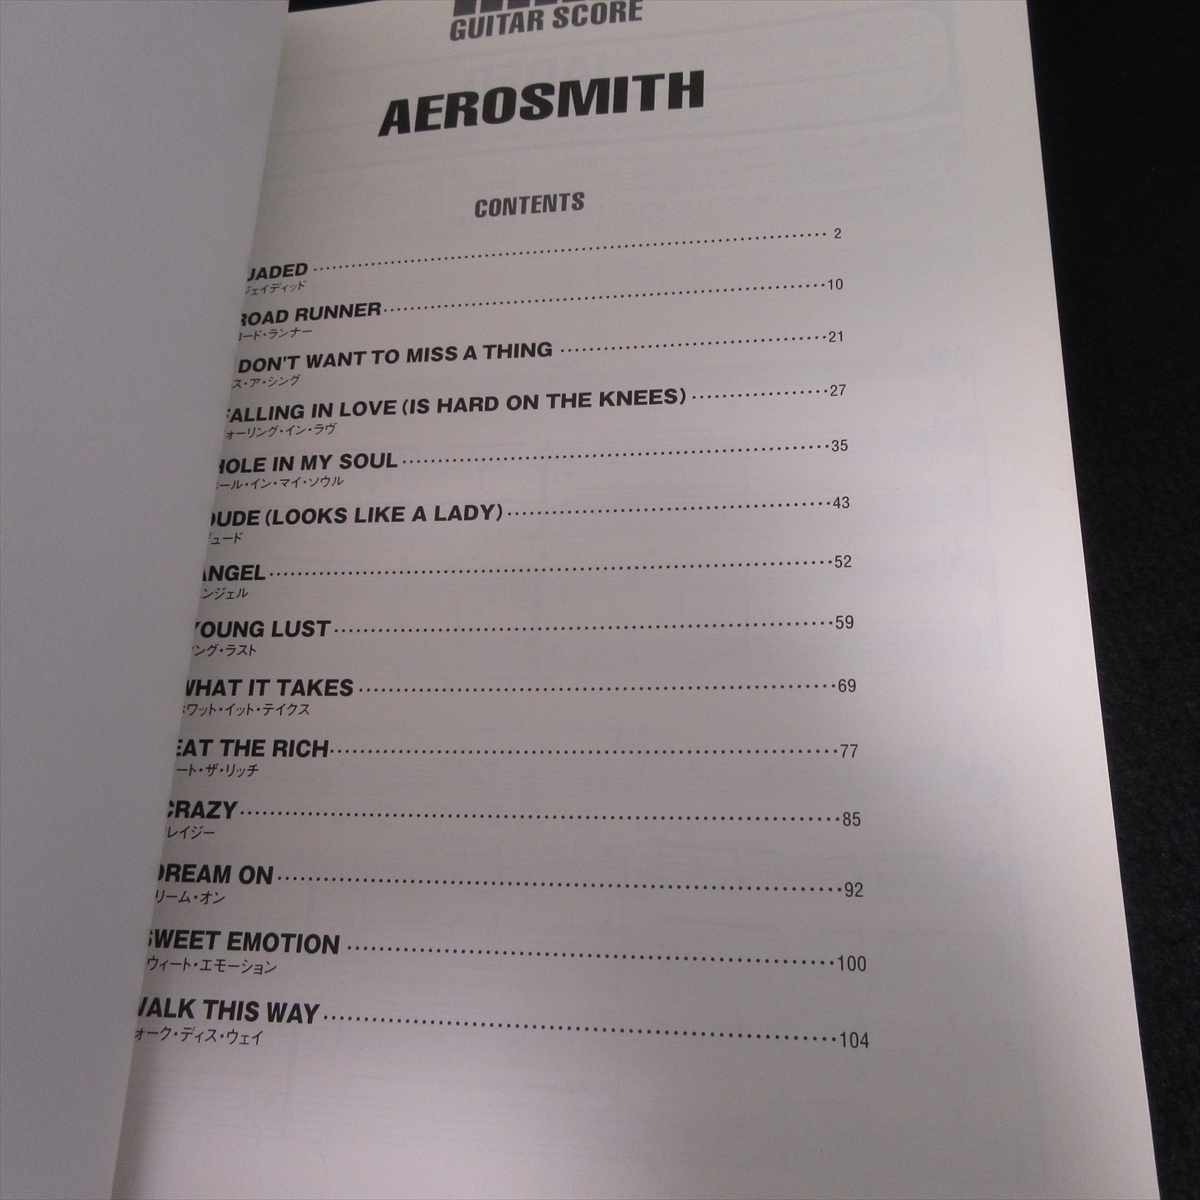 GUITAR SCORE
AEROSMITH
CONTENTS
JADED 2
ジェイディッド
ROAD RUNNER 10
ロード・ランナー
DON'T WANT TO MISS A THING 21
ス・ア・シング
FALLING IN LOVE (IS HARD ON THE KNEES) 27
ォーリング・イン・ラヴ
HOLE IN MY SOUL 35
ホール・イン・マイ・ソウル
DUDE (LOOKS LIKE A LADY) 43
デュード
ANGEL 52
ンジェル
YOUNG LUST 59
ング・ラスト
WHAT IT TAKES 69
ホワット・イット・テイクス
EAT THE RICH 77
ート・ザ・リッチ
CRAZY 85
レイジー
DREAM ON 92
リーム・オン
SWEET EMOTION 100
ウィート・エモーション
WALK THIS WAY 104
ォーク・ディス・ウェイ